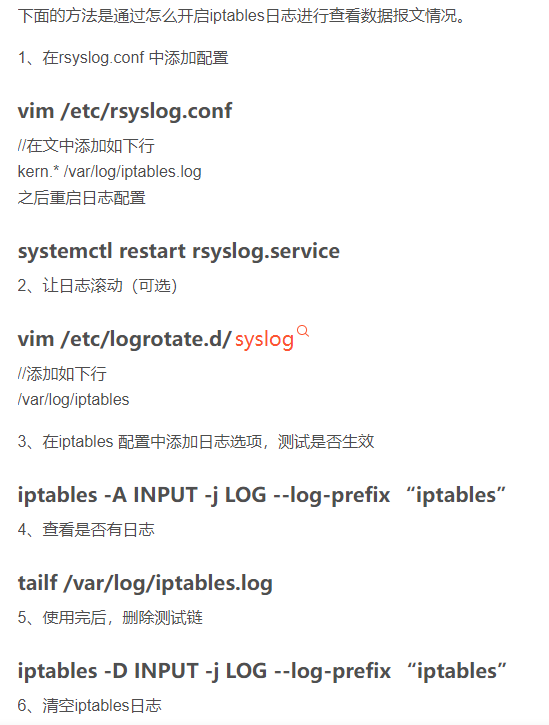 下面的方法是通过怎么开启iptables日志进行查看数据报文情况。
1、在rsyslog.conf 中添加配置
vim /etc/rsyslog.conf
//在文中添加如下行
kern.* /var/log/iptables.log
之后重启日志配置
systemctl restart rsyslog.service
2、让日志滚动（可选）
vim /etc/logrotate.d/syslog
//添加如下行
/var/log/iptables
3、在iptables 配置中添加日志选项，测试是否生效
iptables -A INPUT -j LOG --log-prefix “iptables”
4、查看是否有日志
tailf /var/log/iptables.log
5、使用完后，删除测试链
iptables -D INPUT -j LOG --log-prefix “iptables”
6、清空iptables日志